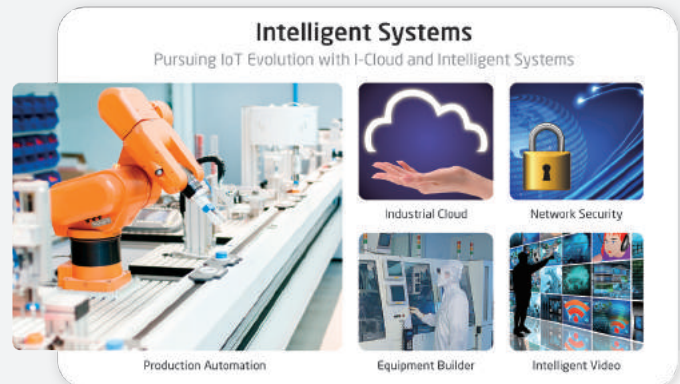 Intelligent Systems
Pursuing IoT Evolution with I-Cloud and Intelligent Systems
Industrial Cloud
Network Security
Production Automation
Equipment Builder
Intelligent Video